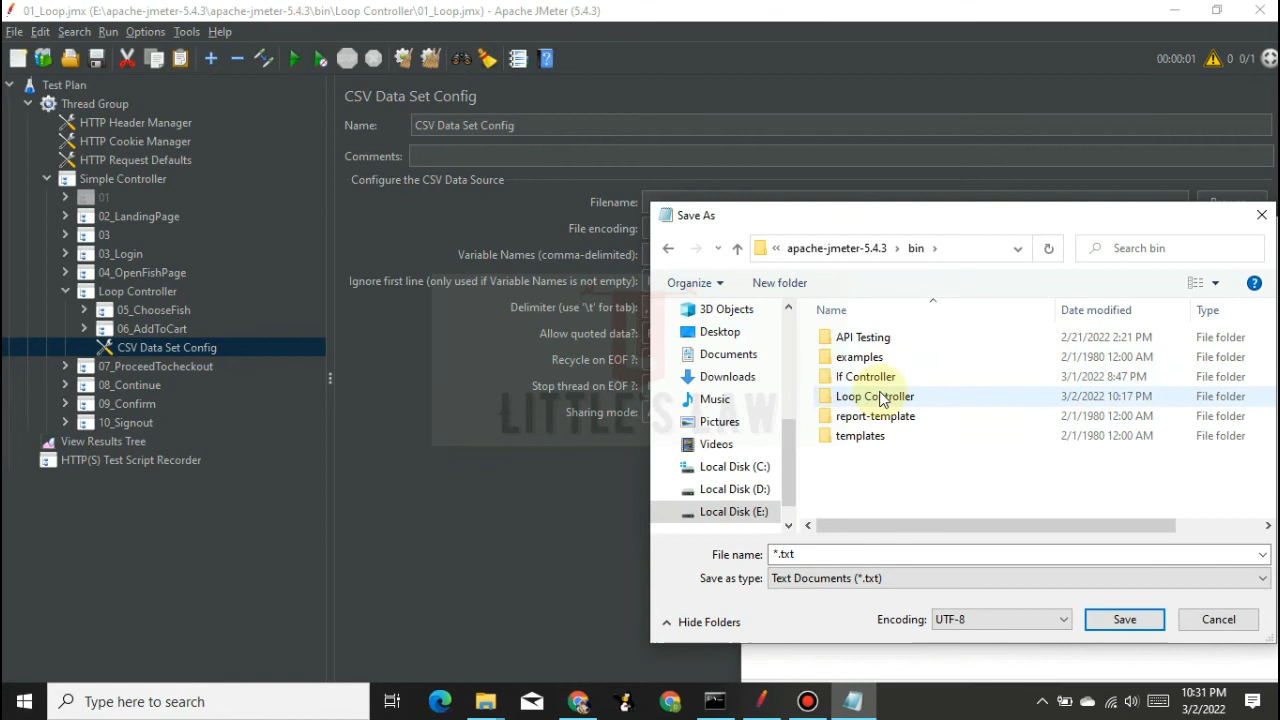 01_Loop.jmx (E:\apache-jmeter-5.4.3\apache-jmeter-5.4.3\bin\Loop Controller\01_Loop.jmx) - Apache JMeter (5.4.3)
File Edit Search Run Options Tools Help
00:00:01 0 0/1
Test Plan
Thread Group
HTTP Header Manager
HTTP Cookie Manager
HTTP Request Defaults
Simple Controller
01
02_LandingPage
03
03_Login
04_OpenFishPage
Loop Controller
05_ChooseFish
06_AddToCart
CSV Data Set Config
07_ProceedTocheckout
08_Continue
09_Confirm
10_Signout
View Results Tree
HTTP(S) Test Script Recorder
CSV Data Set Config
Name: CSV Data Set Config
Comments:
Configure the CSV Data Source
Filename:
File encoding:
Variable Names (comma-delimited):
Ignore first line (only used if Variable Names is not empty):
Delimiter (use '\t' for tab):
Allow quoted data?:
Recycle on EOF ?:
Stop thread on EOF ?:
Sharing mode:
LITTLE'S LAW
Save As
« apache-jmeter-5.4.3 › bin ›
Search bin
Organize New folder
3D Objects
Desktop
Documents
Downloads
Music
Pictures
Videos
Local Disk (C:)
Local Disk (D:)
Local Disk (E:)
Name Date modified Type
API Testing 2/21/2022 2:21 PM File folder
examples 2/1/1980 12:00 AM File folder
If Controller 3/1/2022 8:47 PM File folder
Loop Controller 3/2/2022 10:17 PM File folder
report-template 2/1/1980 12:00 AM File folder
templates 2/1/1980 12:00 AM File folder
File name: *.txt
Save as type: Text Documents (*.txt)
Hide Folders
Encoding: UTF-8
Save Cancel
Type here to search
10:31 PM
3/2/2022